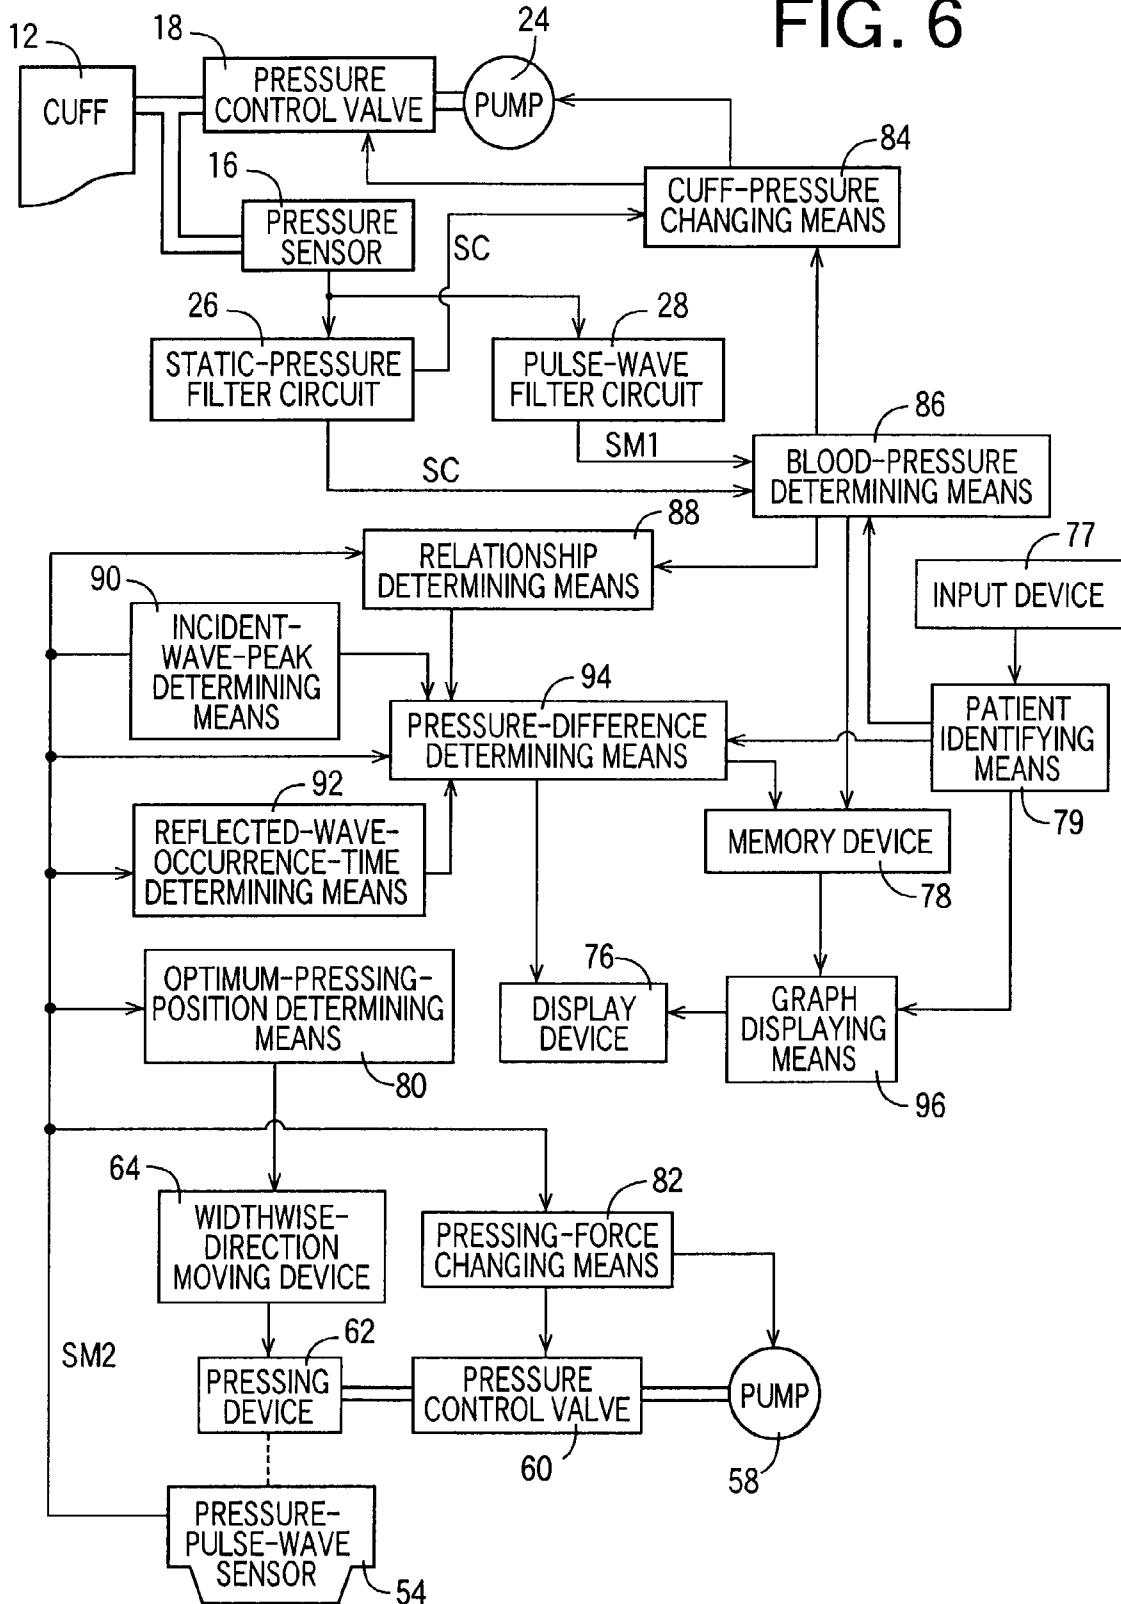 FIG. 6
12
18
24
CUFF
PRESSURE
CONTROL VALVE
PUMP
84
16
CUFF-PRESSURE
CHANGING MEANS
PRESSURE
SENSOR
SC
26
28
STATIC-PRESSURE
FILTER CIRCUIT
PULSE-WAVE
FILTER CIRCUIT
86
SM1
SC
BLOOD-PRESSURE
DETERMINING MEANS
88
77
RELATIONSHIP
DETERMINING MEANS
90
INPUT DEVICE
INCIDENT-
WAVE-PEAK
DETERMINING
MEANS
94
PRESSURE-DIFFERENCE
DETERMINING MEANS
PATIENT
IDENTIFYING
MEANS
92
79
REFLECTED-WAVE-
OCCURRENCE-TIME
DETERMINING MEANS
MEMORY DEVICE
78
76
OPTIMUM-PRESSING-
POSITION DETERMINING
MEANS
DISPLAY
DEVICE
GRAPH
DISPLAYING
MEANS
80
96
64
82
WIDTHWISE-
DIRECTION
MOVING DEVICE
PRESSING-FORCE
CHANGING MEANS
SM2
62
PRESSING
DEVICE
PRESSURE
CONTROL VALVE
PUMP
60
58
PRESSURE-
PULSE-WAVE
SENSOR
54